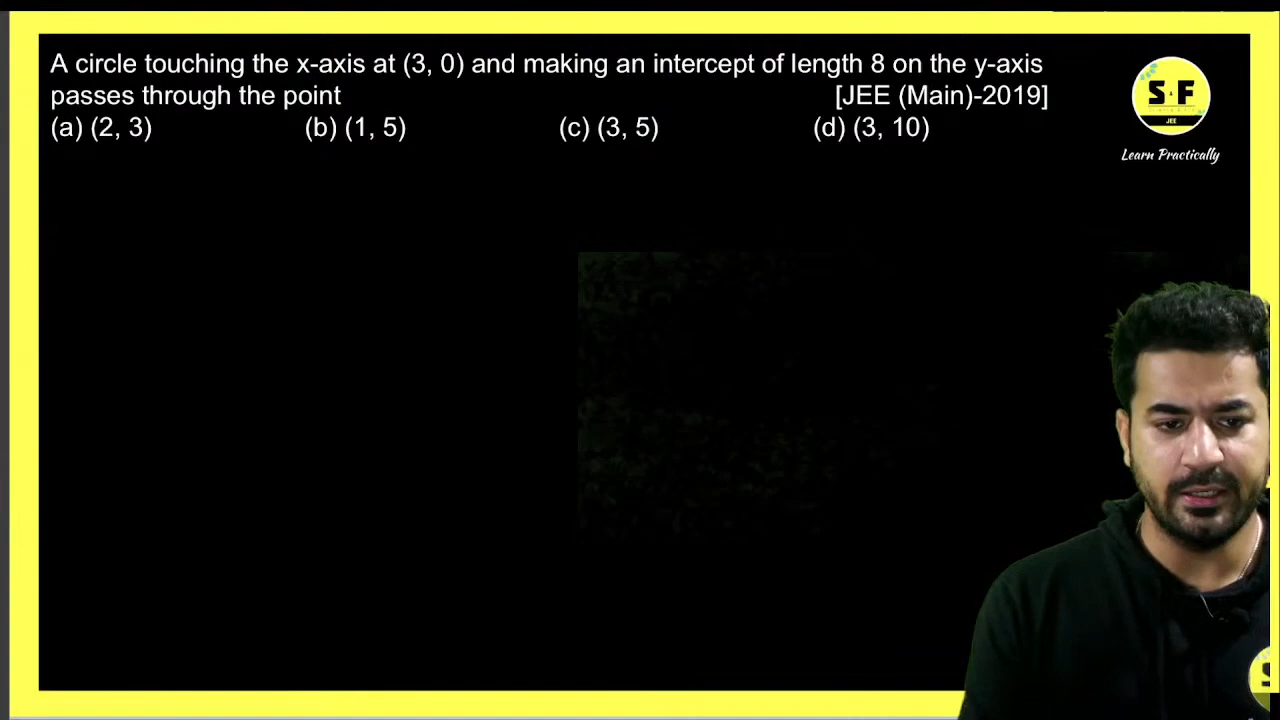 A circle touching the x-axis at (3, 0) and making an intercept of length 8 on the y-axis
passes through the point [JEE (Main)-2019]
(a) (2, 3) (b) (1, 5) (c) (3, 5) (d) (3, 10)
S F
JEE
Learn Practically